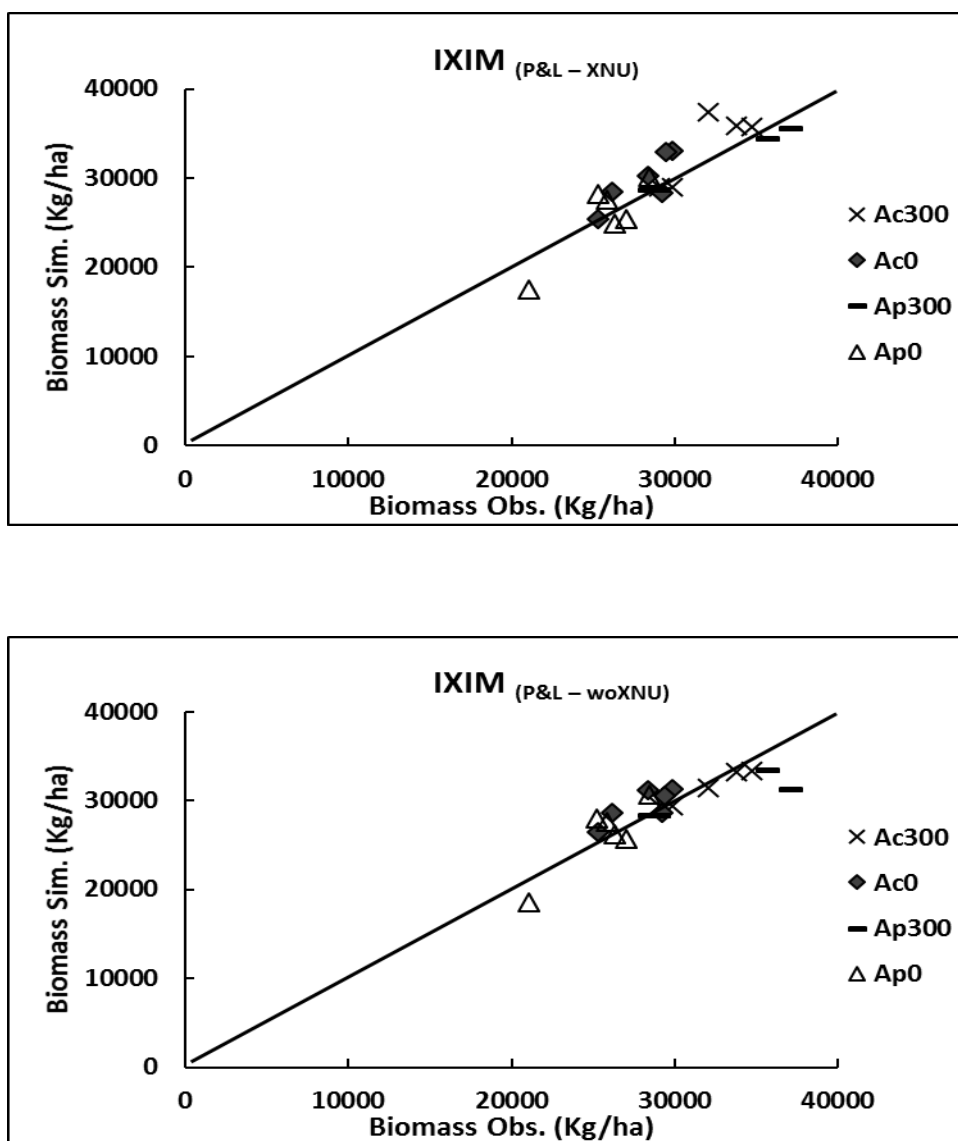 IXIM (P&L – XNU)
40000
30000
20000
10000
0
Biomass Sim. (Kg/ha)
0 10000 20000 30000 40000
Biomass Obs. (Kg/ha)
Ac300
Ac0
Ap300
Ap0
IXIM (P&L – woXNU)
40000
30000
20000
10000
0
Biomass Sim. (Kg/ha)
0 10000 20000 30000 40000
Biomass Obs. (Kg/ha)
Ac300
Ac0
Ap300
Ap0